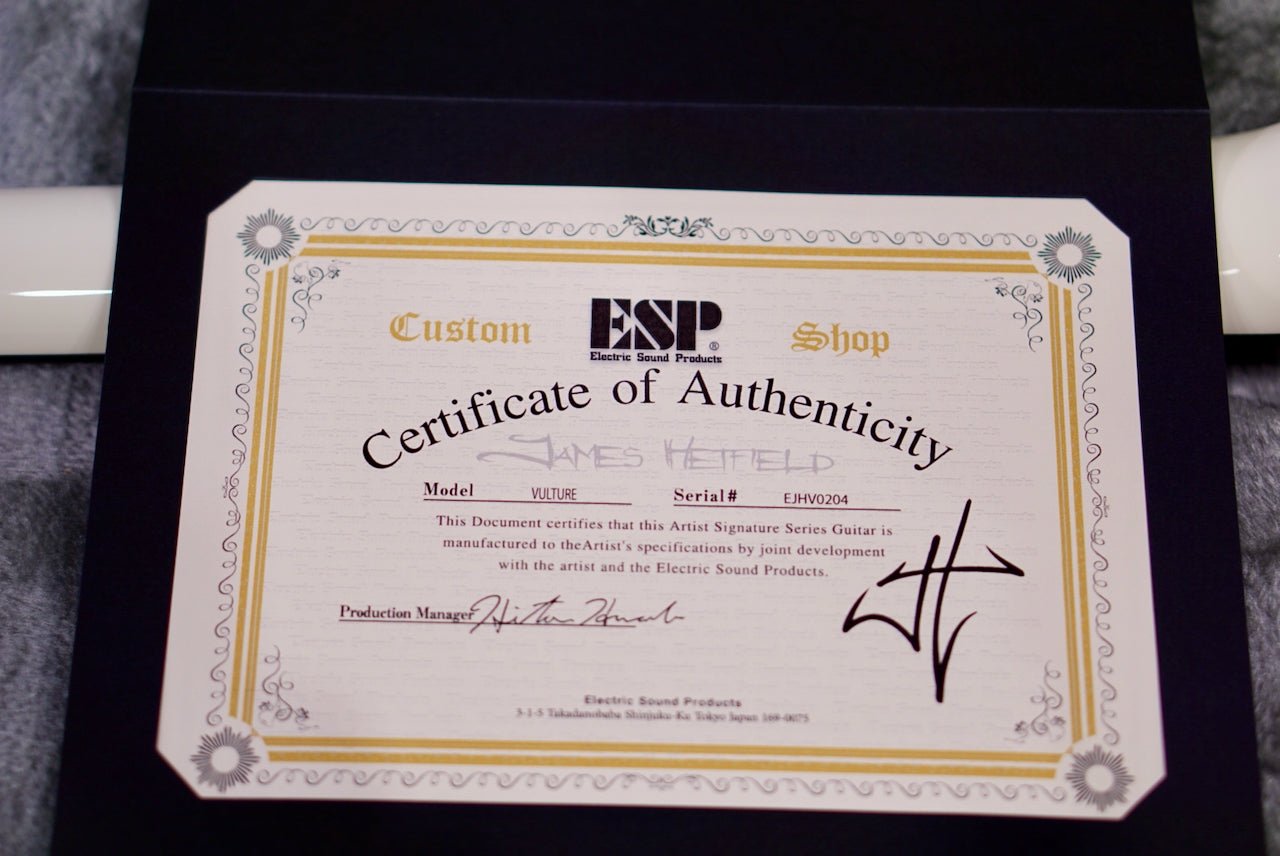 Custom ESP® Shop
Electric Sound Products
Certificate of Authenticity
JAMES HETFIELD
Model VULTURE Serial# EJHV0204
This Document certifies that this Artist Signature Series Guitar is
manufactured to theArtist's specifications by joint development
with the artist and the Electric Sound Products.
Production Manager
Electric Sound Products
3-1-5 Takadanobaba Shinjuku-Ku Tokyo Japan 169-0075